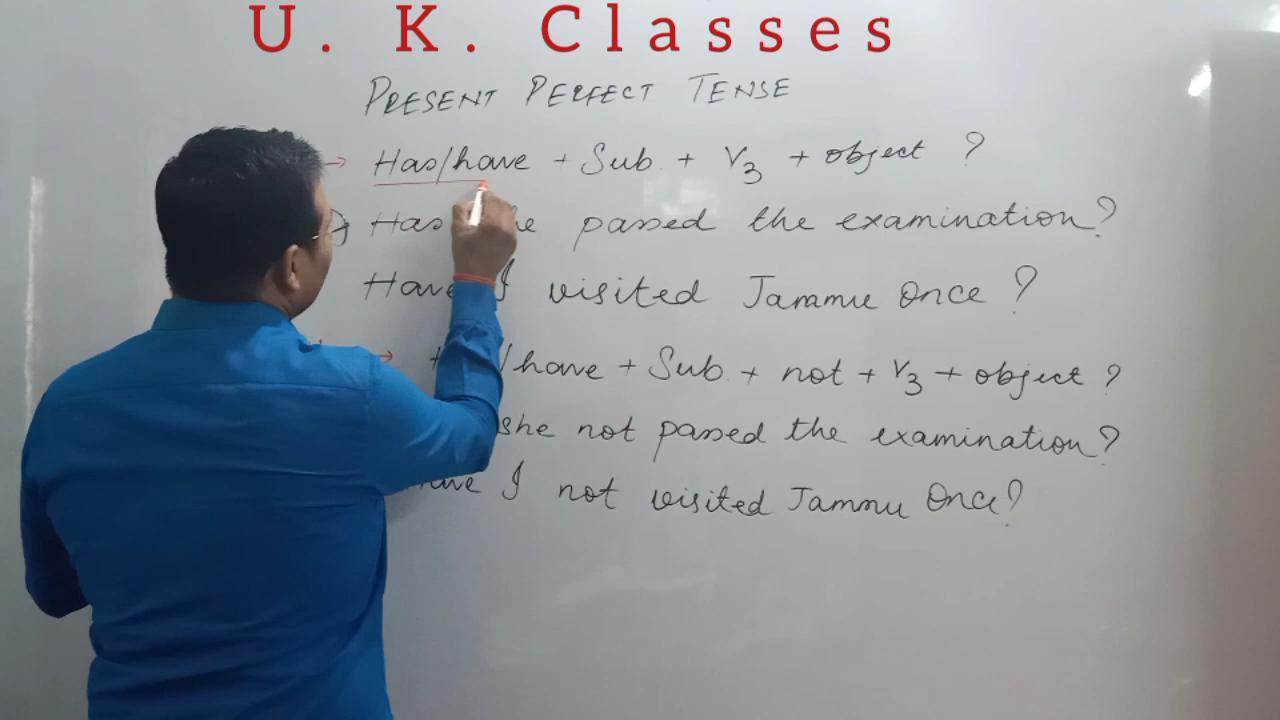 U. K. Classes
PRESENT PERFECT TENSE
→ Has/have + Sub. + V3 + object ?
Has passed the examination?
Have I visited Jammu Once ?
→ /have + Sub. + not + V3 + object ?
she not passed the examination?
I not visited Jammu Once?